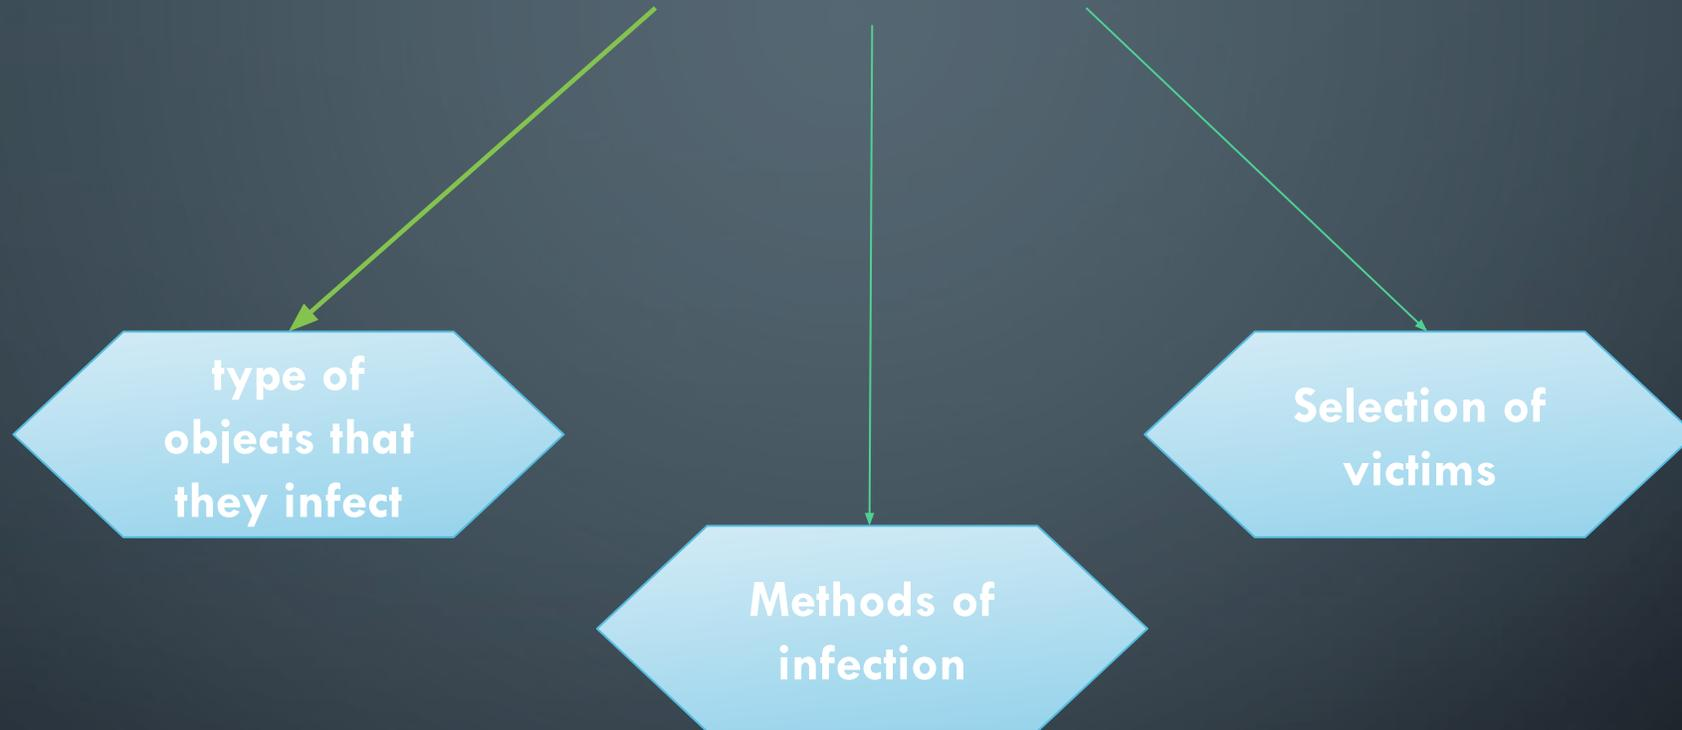 type of
objects that
they infect
Methods of
infection
Selection of
victims